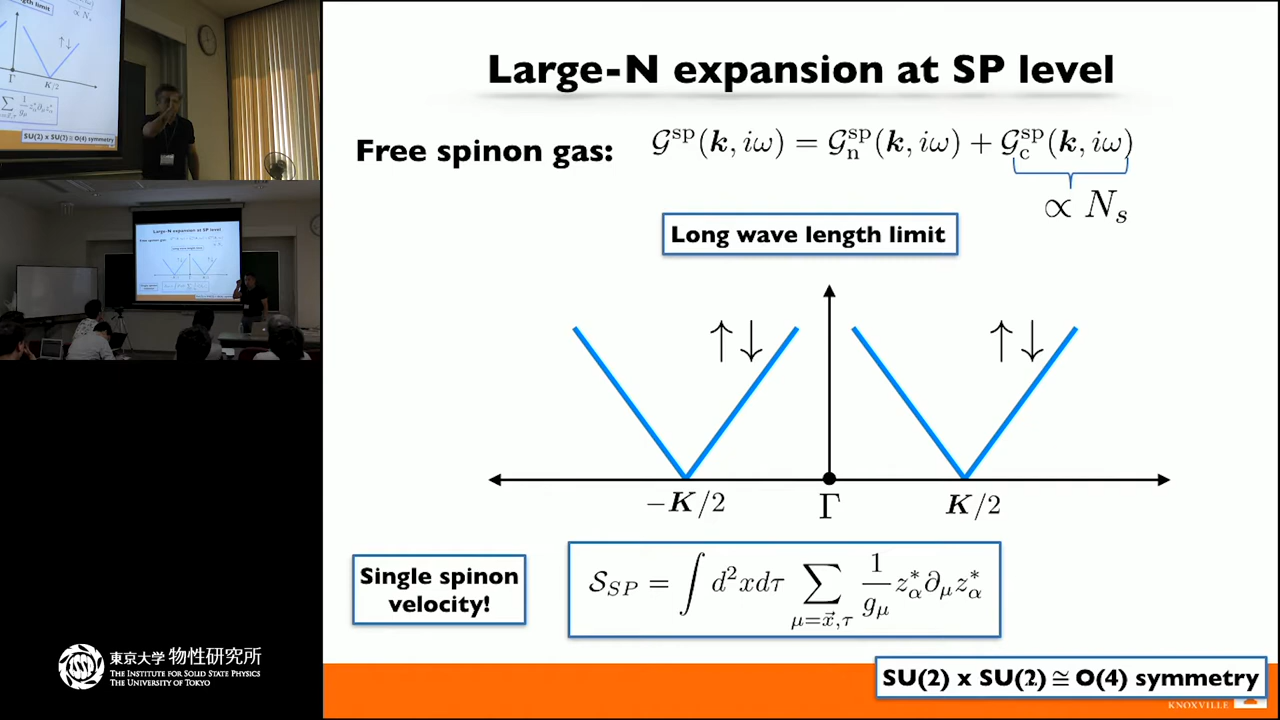 Large-N expansion at SP level
Free spinon gas: 𝒢^sp(k, iω) = 𝒢_n^sp(k, iω) + 𝒢_c^sp(k, iω)
∝ N_s
Long wave length limit
↑↓ ↑↓
−K/2 Γ K/2
Single spinon
velocity!
𝒮_SP = ∫ d²x dτ ∑_{μ=x⃗,τ} 1/g_μ z*_α ∂_μ z*_α
SU(2) x SU(2) ≅ O(4) symmetry
KNOXVILLE
東京大学 物性研究所
THE INSTITUTE FOR SOLID STATE PHYSICS
THE UNIVERSITY OF TOKYO